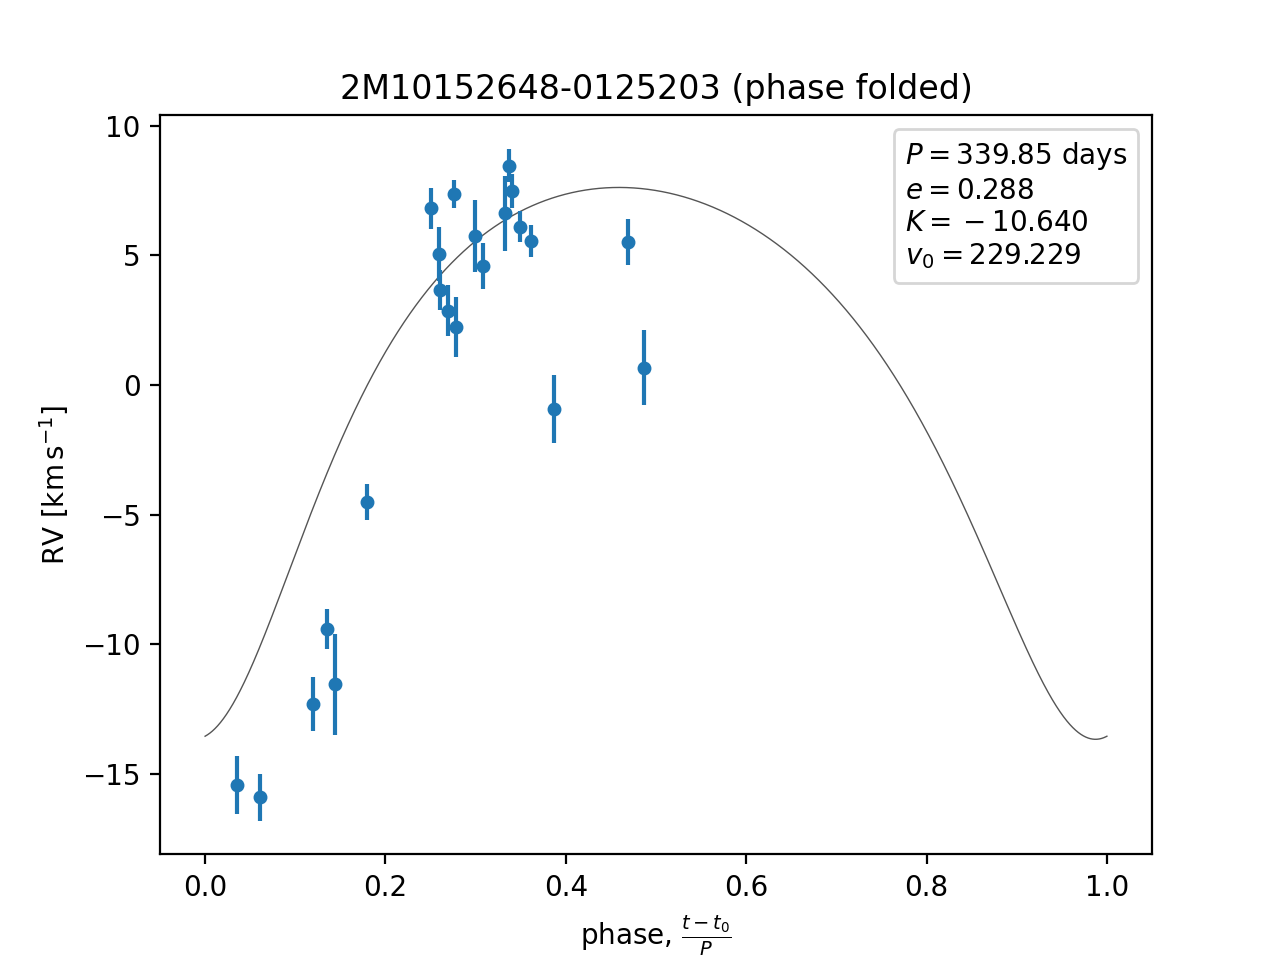 2M10152648-0125203 (phase folded)
P = 339.85 days
e = 0.288
K = −10.640
v₀ = 229.229
10
5
0
−5
−10
−15
RV [km s⁻¹]
0.0 0.2 0.4 0.6 0.8 1.0
phase, (t − t₀)/P